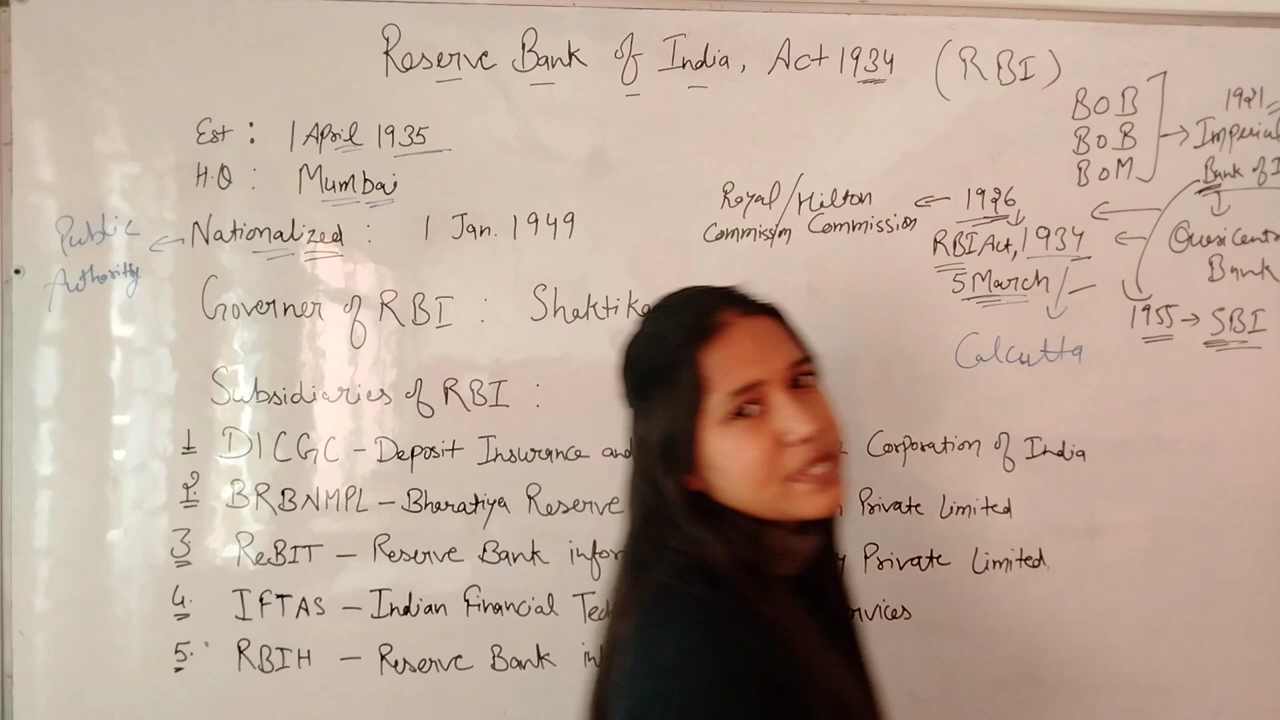 Reserve Bank of India, Act 1934 (RBI)
Est : 1 April 1935
H.Q : Mumbai
Nationalized : 1 Jan. 1949
Public
Authority
Governer of RBI : Shaktika
Subsidiaries of RBI :
1 DICGC - Deposit Insurance and Corporation of India
2 BRBNMPL - Bharatiya Reserve Private Limited
3 ReBIT - Reserve Bank infor Private Limited
4. IFTAS - Indian Financial Tec rvices
5. RBIH - Reserve Bank in
BOB
BOB
BOM
1921
Imperial
Bank of I
Quasi Cent
Bank
1955 → SBI
Royal/Hilton ← 1926
Commission Commission
RBI Act, 1934
5 March
Calcutta